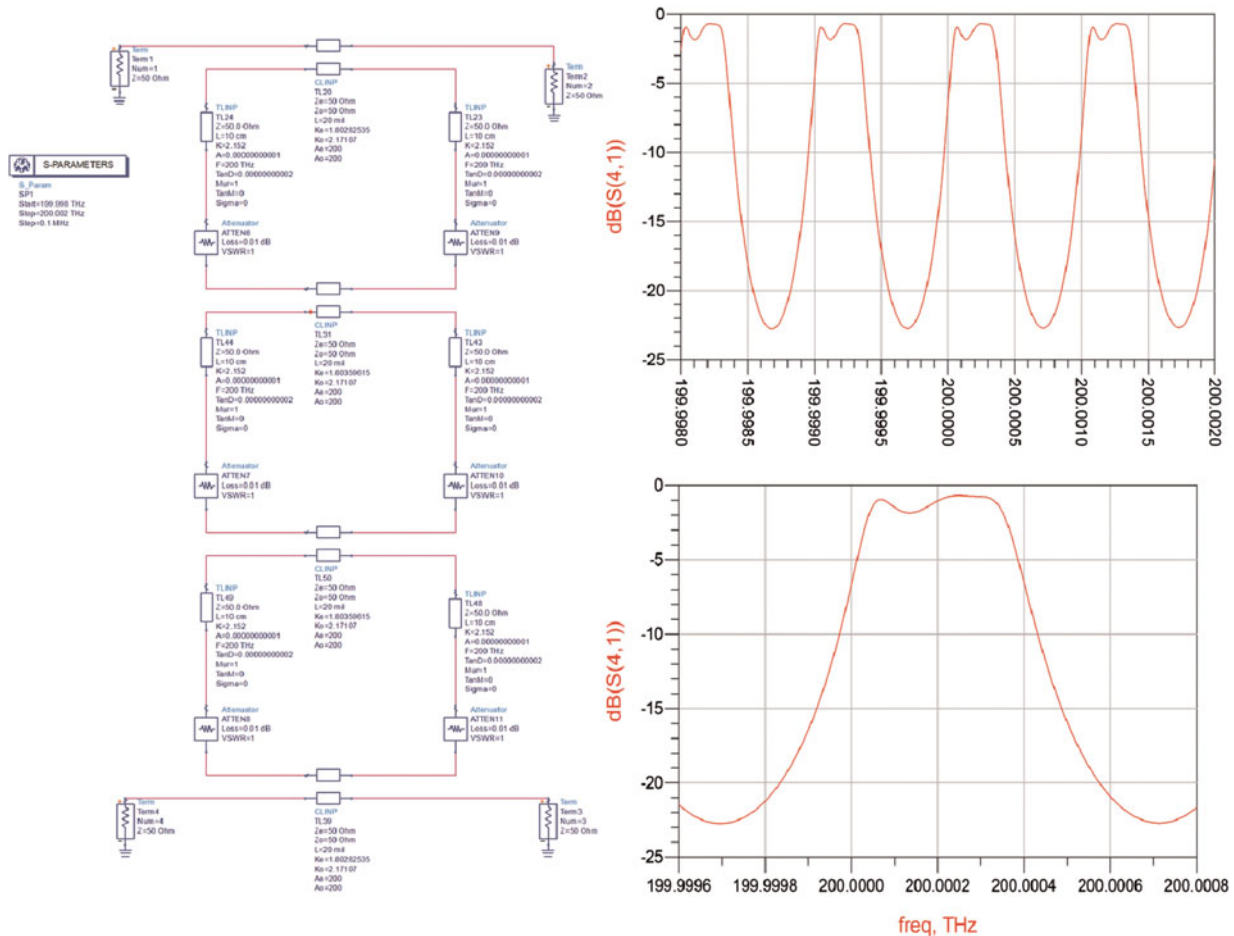 Term
Term1
Num=1
Z=50 Ohm
CLINP
TL20
Ze=50 Ohm
Zo=50 Ohm
L=20 mil
Ke=1.60282535
Ko=2.17107
Ae=200
Ao=200
Term
Term2
Num=2
Z=50 Ohm
TLINP
TL24
Z=50.0 Ohm
L=10 cm
K=2.152
A=0.00000000001
F=200 THz
TanD=0.00000000002
Mur=1
TanM=0
Sigma=0
TLINP
TL23
Z=50.0 Ohm
L=10 cm
K=2.152
A=0.00000000001
F=200 THz
TanD=0.00000000002
Mur=1
TanM=0
Sigma=0
S-PARAMETERS
S_Param
SP1
Start=199.998 THz
Stop=200.002 THz
Step=0.1 MHz
Attenuator
ATTEN6
Loss=0.01 dB
VSWR=1
Attenuator
ATTEN9
Loss=0.01 dB
VSWR=1
CLINP
TL31
Ze=50 Ohm
Zo=50 Ohm
L=20 mil
Ke=1.60359615
Ko=2.17107
Ae=200
Ao=200
TLINP
TL44
Z=50.0 Ohm
L=10 cm
K=2.152
A=0.00000000001
F=200 THz
TanD=0.00000000002
Mur=1
TanM=0
Sigma=0
TLINP
TL43
Z=50.0 Ohm
L=10 cm
K=2.152
A=0.00000000001
F=200 THz
TanD=0.00000000002
Mur=1
TanM=0
Sigma=0
Attenuator
ATTEN7
Loss=0.01 dB
VSWR=1
Attenuator
ATTEN10
Loss=0.01 dB
VSWR=1
CLINP
TL50
Ze=50 Ohm
Zo=50 Ohm
L=20 mil
Ke=1.60359615
Ko=2.17107
Ae=200
Ao=200
TLINP
TL49
Z=50.0 Ohm
L=10 cm
K=2.152
A=0.00000000001
F=200 THz
TanD=0.00000000002
Mur=1
TanM=0
Sigma=0
TLINP
TL48
Z=50.0 Ohm
L=10 cm
K=2.152
A=0.00000000001
F=200 THz
TanD=0.00000000002
Mur=1
TanM=0
Sigma=0
Attenuator
ATTEN8
Loss=0.01 dB
VSWR=1
Attenuator
ATTEN11
Loss=0.01 dB
VSWR=1
Term
Term4
Num=4
Z=50 Ohm
CLINP
TL39
Ze=50 Ohm
Zo=50 Ohm
L=20 mil
Ke=1.60282535
Ko=2.17107
Ae=200
Ao=200
Term
Term3
Num=3
Z=50 Ohm
dB(S(4,1))
0
-5
-10
-15
-20
-25
199.9980
199.9985
199.9990
199.9995
200.0000
200.0005
200.0010
200.0015
200.0020
dB(S(4,1))
0
-5
-10
-15
-20
-25
199.9996 199.9998 200.0000 200.0002 200.0004 200.0006 200.0008
freq, THz